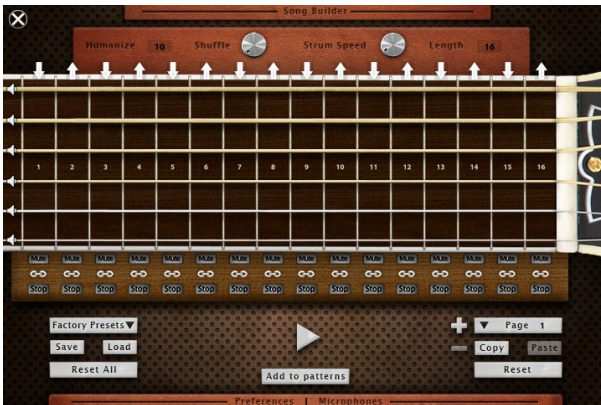 Song Builder
Humanize 10 Shuffle Strum Speed Length 16
1 2 3 4 5 6 7 8 9 10 11 12 13 14 15 16
Mute Mute Mute Mute Mute Mute Mute Mute Mute Mute Mute Mute Mute Mute Mute Mute
Stop Stop Stop Stop Stop Stop Stop Stop Stop Stop Stop Stop Stop Stop Stop Stop
Factory Presets Page 1
Save Load Copy Paste
Reset All Add to patterns Reset
Preferences | Microphones